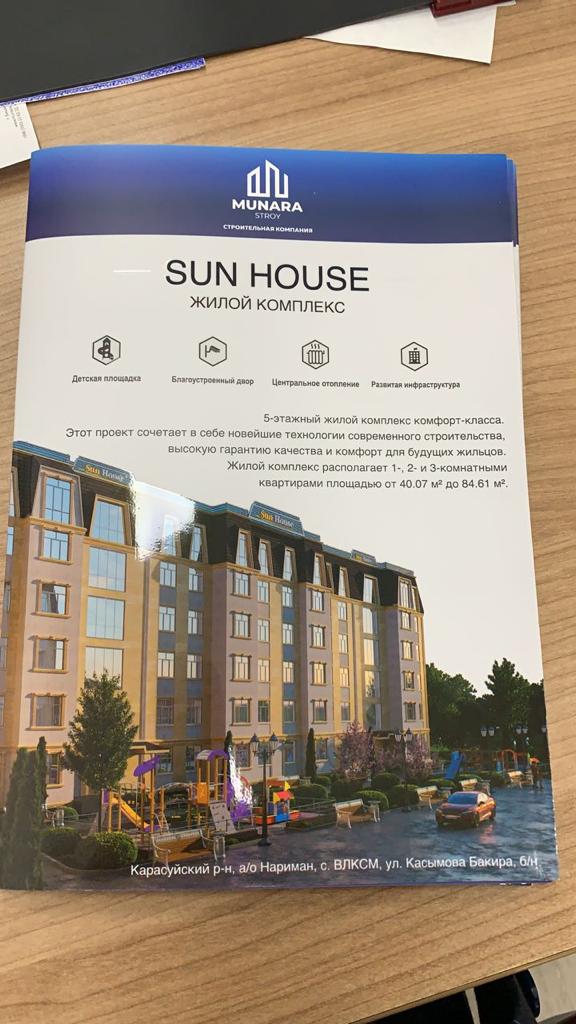 MUNARA
STROY
СТРОИТЕЛЬНАЯ КОМПАНИЯ
SUN HOUSE
ЖИЛОЙ КОМПЛЕКС
Детская площадка
Благоустроенный двор
Центральное отопление
Развитая инфраструктура
5-этажный жилой комплекс комфорт-класса.
Этот проект сочетает в себе новейшие технологии современного строительства,
высокую гарантию качества и комфорт для будущих жильцов.
Жилой комплекс располагает 1-, 2- и 3-комнатными
квартирами площадью от 40.07 м² до 84.61 м².
Sun House
Sun House
Карасуйский р-н, а/о Нариман, с. ВЛКСМ, ул. Касымова Бакира, б/н